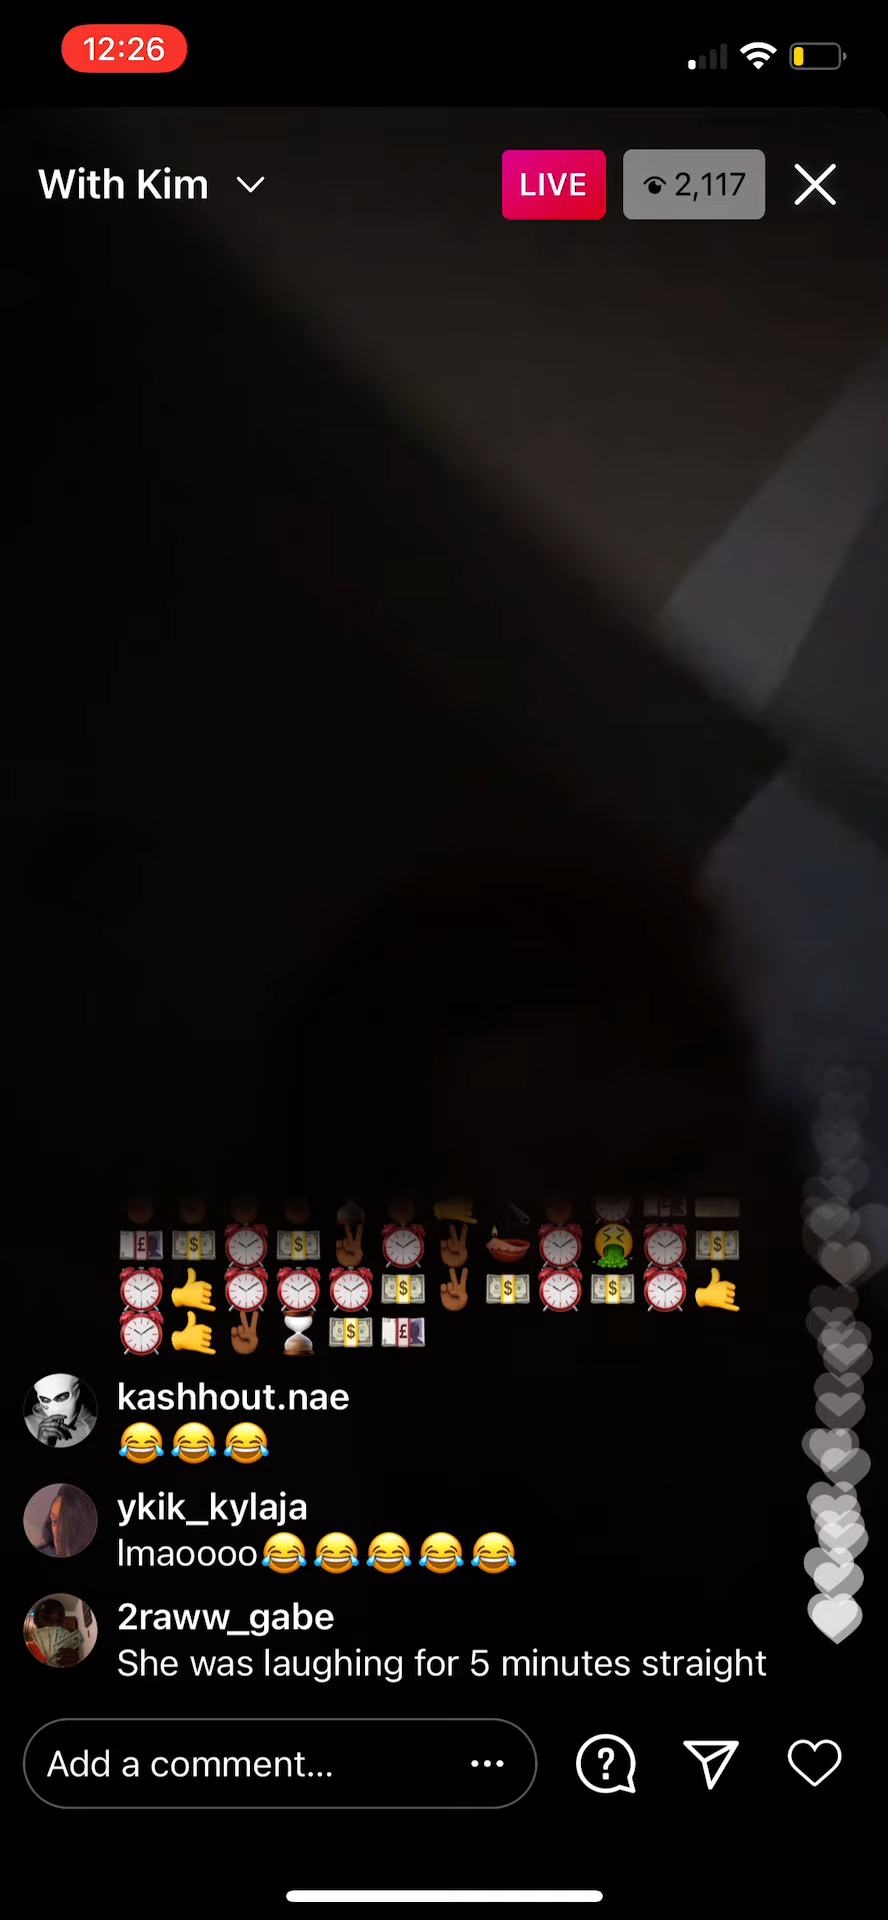 12:26
With Kim
LIVE
2,117
kashhout.nae
😂😂😂
ykik_kylaja
lmaoooo😂😂😂😂😂
2raww_gabe
She was laughing for 5 minutes straight
Add a comment...